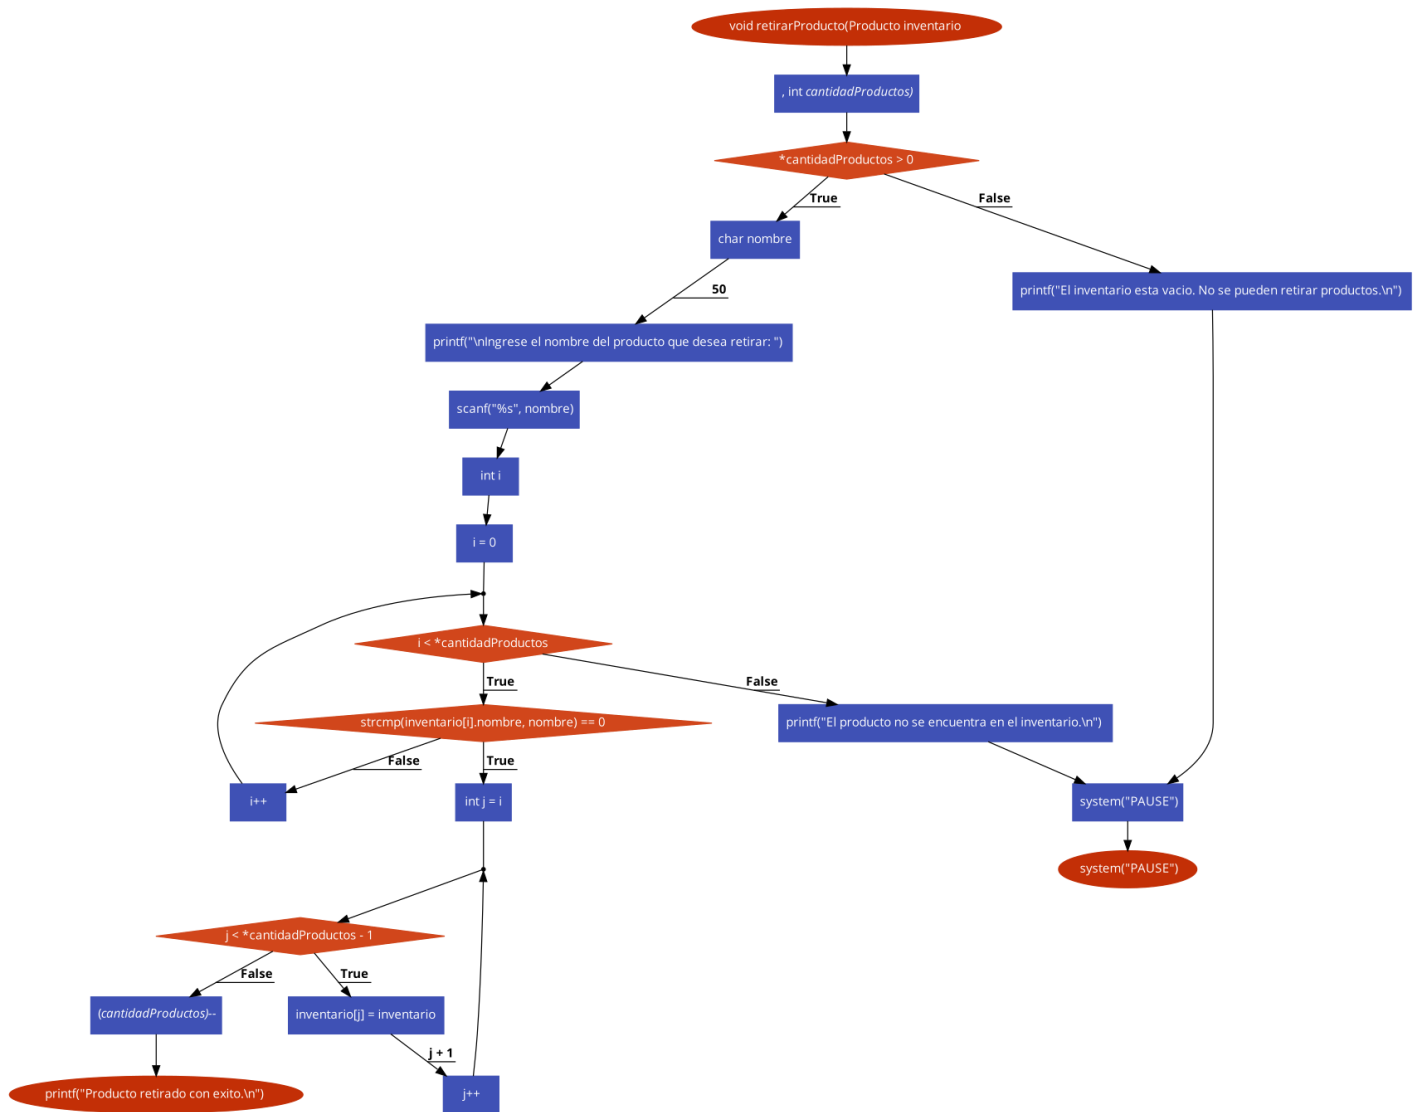 void retirarProducto(Producto inventario
, int cantidadProductos)
*cantidadProductos > 0
True
False
char nombre
50
printf("El inventario esta vacio. No se pueden retirar productos.\n")
printf("\nIngrese el nombre del producto que desea retirar: ")
scanf("%s", nombre)
int i
i = 0
i < *cantidadProductos
True
False
strcmp(inventario[i].nombre, nombre) == 0
printf("El producto no se encuentra en el inventario.\n")
False
True
i++
int j = i
system("PAUSE")
system("PAUSE")
j < *cantidadProductos - 1
False
True
(cantidadProductos)--
inventario[j] = inventario
j + 1
printf("Producto retirado con exito.\n")
j++